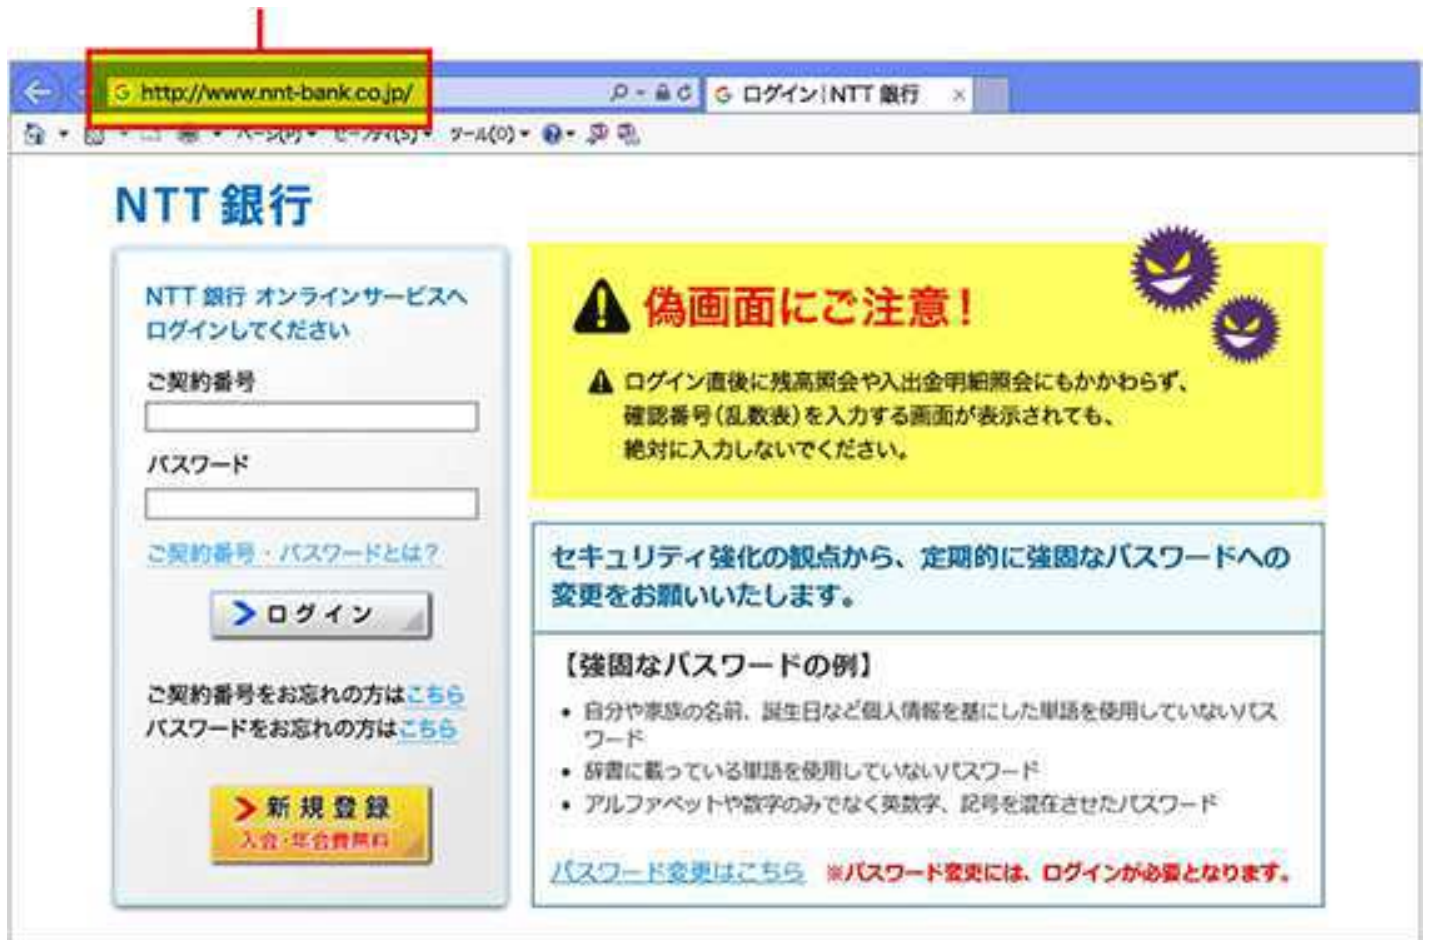 http://www.nnt-bank.co.jp/
ログイン|NTT 銀行
ページ(P) セーフティ(S) ツール(O)
NTT 銀行
NTT 銀行 オンラインサービスへ
ログインしてください
ご契約番号
パスワード
ご契約番号・パスワードとは?
ログイン
ご契約番号をお忘れの方はこちら
パスワードをお忘れの方はこちら
新規登録
入会・年会費無料
偽画面にご注意!
ログイン直後に残高照会や入出金明細照会にもかかわらず、
確認番号(乱数表)を入力する画面が表示されても、
絶対に入力しないでください。
セキュリティ強化の観点から、定期的に強固なパスワードへの
変更をお願いいたします。
【強固なパスワードの例】
• 自分や家族の名前、誕生日など個人情報を基にした単語を使用していないパス
ワード
• 辞書に載っている単語を使用していないパスワード
• アルファベットや数字のみでなく英数字、記号を混在させたパスワード
パスワード変更はこちら ※パスワード変更には、ログインが必要となります。